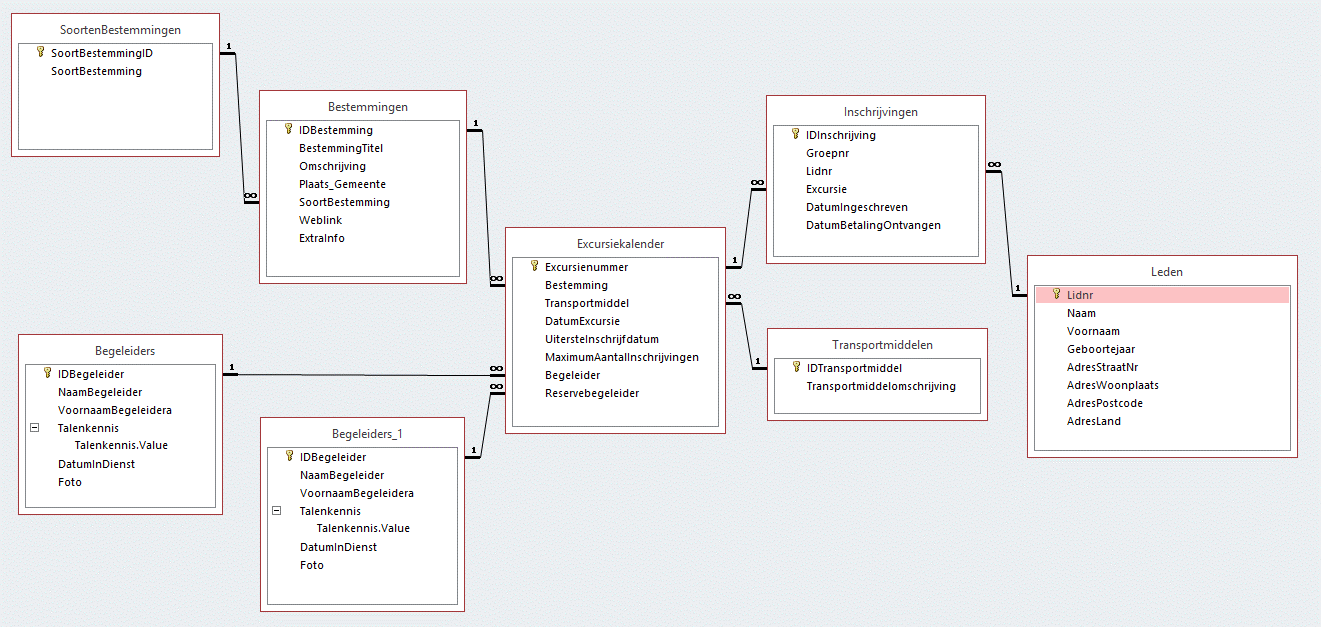 SoortenBestemmingen
SoortBestemmingID
SoortBestemming
1
∞
Bestemmingen
IDBestemming
BestemmingTitel
Omschrijving
Plaats_Gemeente
SoortBestemming
Weblink
ExtraInfo
1
∞
Begeleiders
IDBegeleider
NaamBegeleider
VoornaamBegeleidera
Talenkennis
Talenkennis.Value
DatumInDienst
Foto
1
∞
Begeleiders_1
IDBegeleider
NaamBegeleider
VoornaamBegeleidera
Talenkennis
Talenkennis.Value
DatumInDienst
Foto
1
∞
Excursiekalender
Excursienummer
Bestemming
Transportmiddel
DatumExcursie
UitersteInschrijfdatum
MaximumAantalInschrijvingen
Begeleider
Reservebegeleider
1
∞
∞
1
Inschrijvingen
IDInschrijving
Groepnr
Lidnr
Excursie
DatumIngeschreven
DatumBetalingOntvangen
∞
1
Transportmiddelen
IDTransportmiddel
Transportmiddelomschrijving
Leden
Lidnr
Naam
Voornaam
Geboortejaar
AdresStraatNr
AdresWoonplaats
AdresPostcode
AdresLand